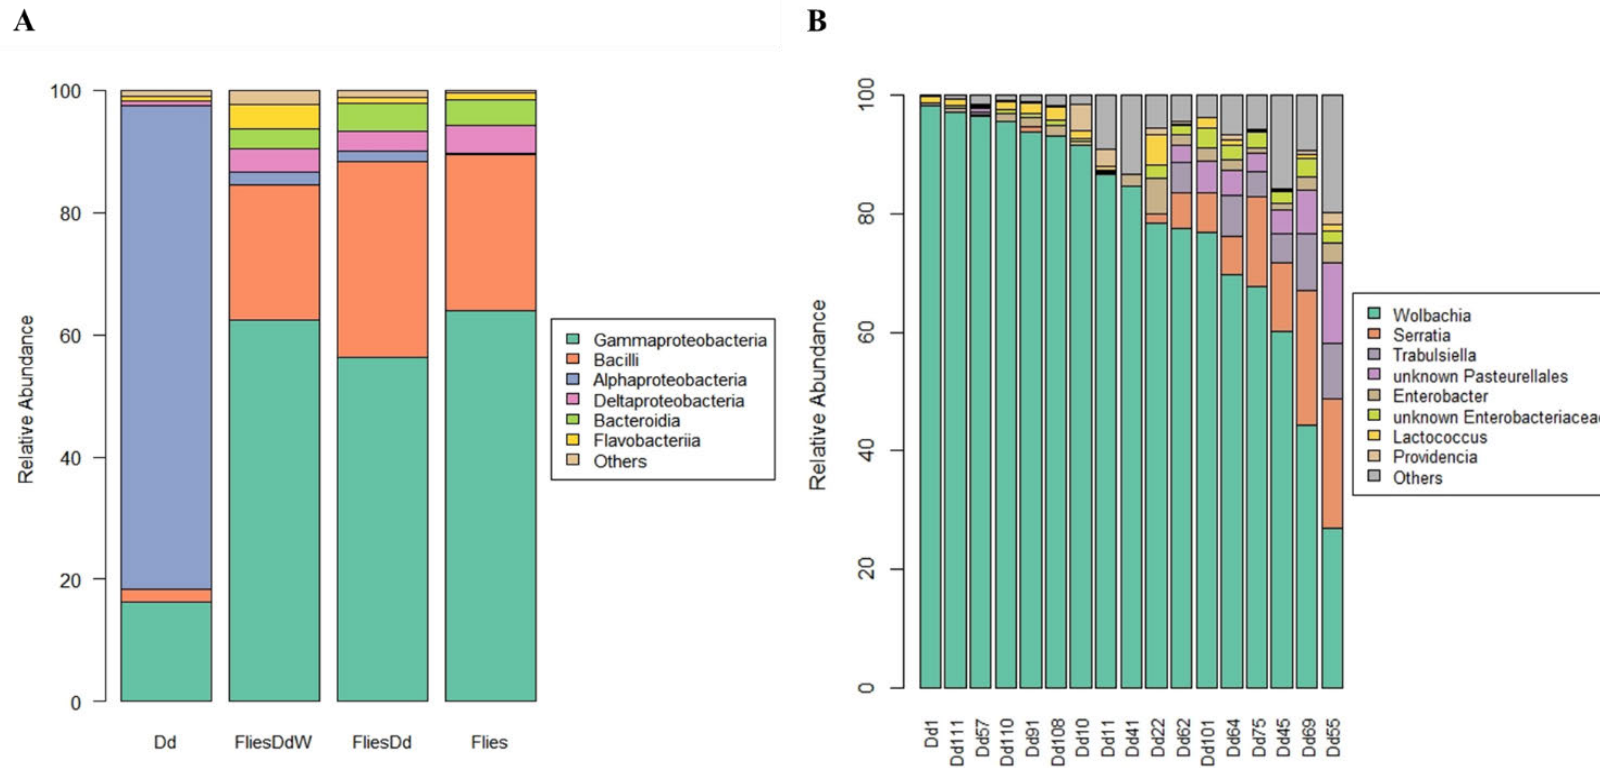 A
B
Relative Abundance
100
80
60
40
20
0
Dd
FliesDdW
FliesDd
Flies
Gammaproteobacteria
Bacilli
Alphaproteobacteria
Deltaproteobacteria
Bacteroidia
Flavobacteriia
Others
Relative Abundance
100
80
60
40
20
0
Dd1
Dd111
Dd57
Dd110
Dd91
Dd108
Dd10
Dd11
Dd41
Dd22
Dd62
Dd101
Dd64
Dd75
Dd45
Dd69
Dd55
Wolbachia
Serratia
Trabulsiella
unknown Pasteurellales
Enterobacter
unknown Enterobacteriacea
Lactococcus
Providencia
Others